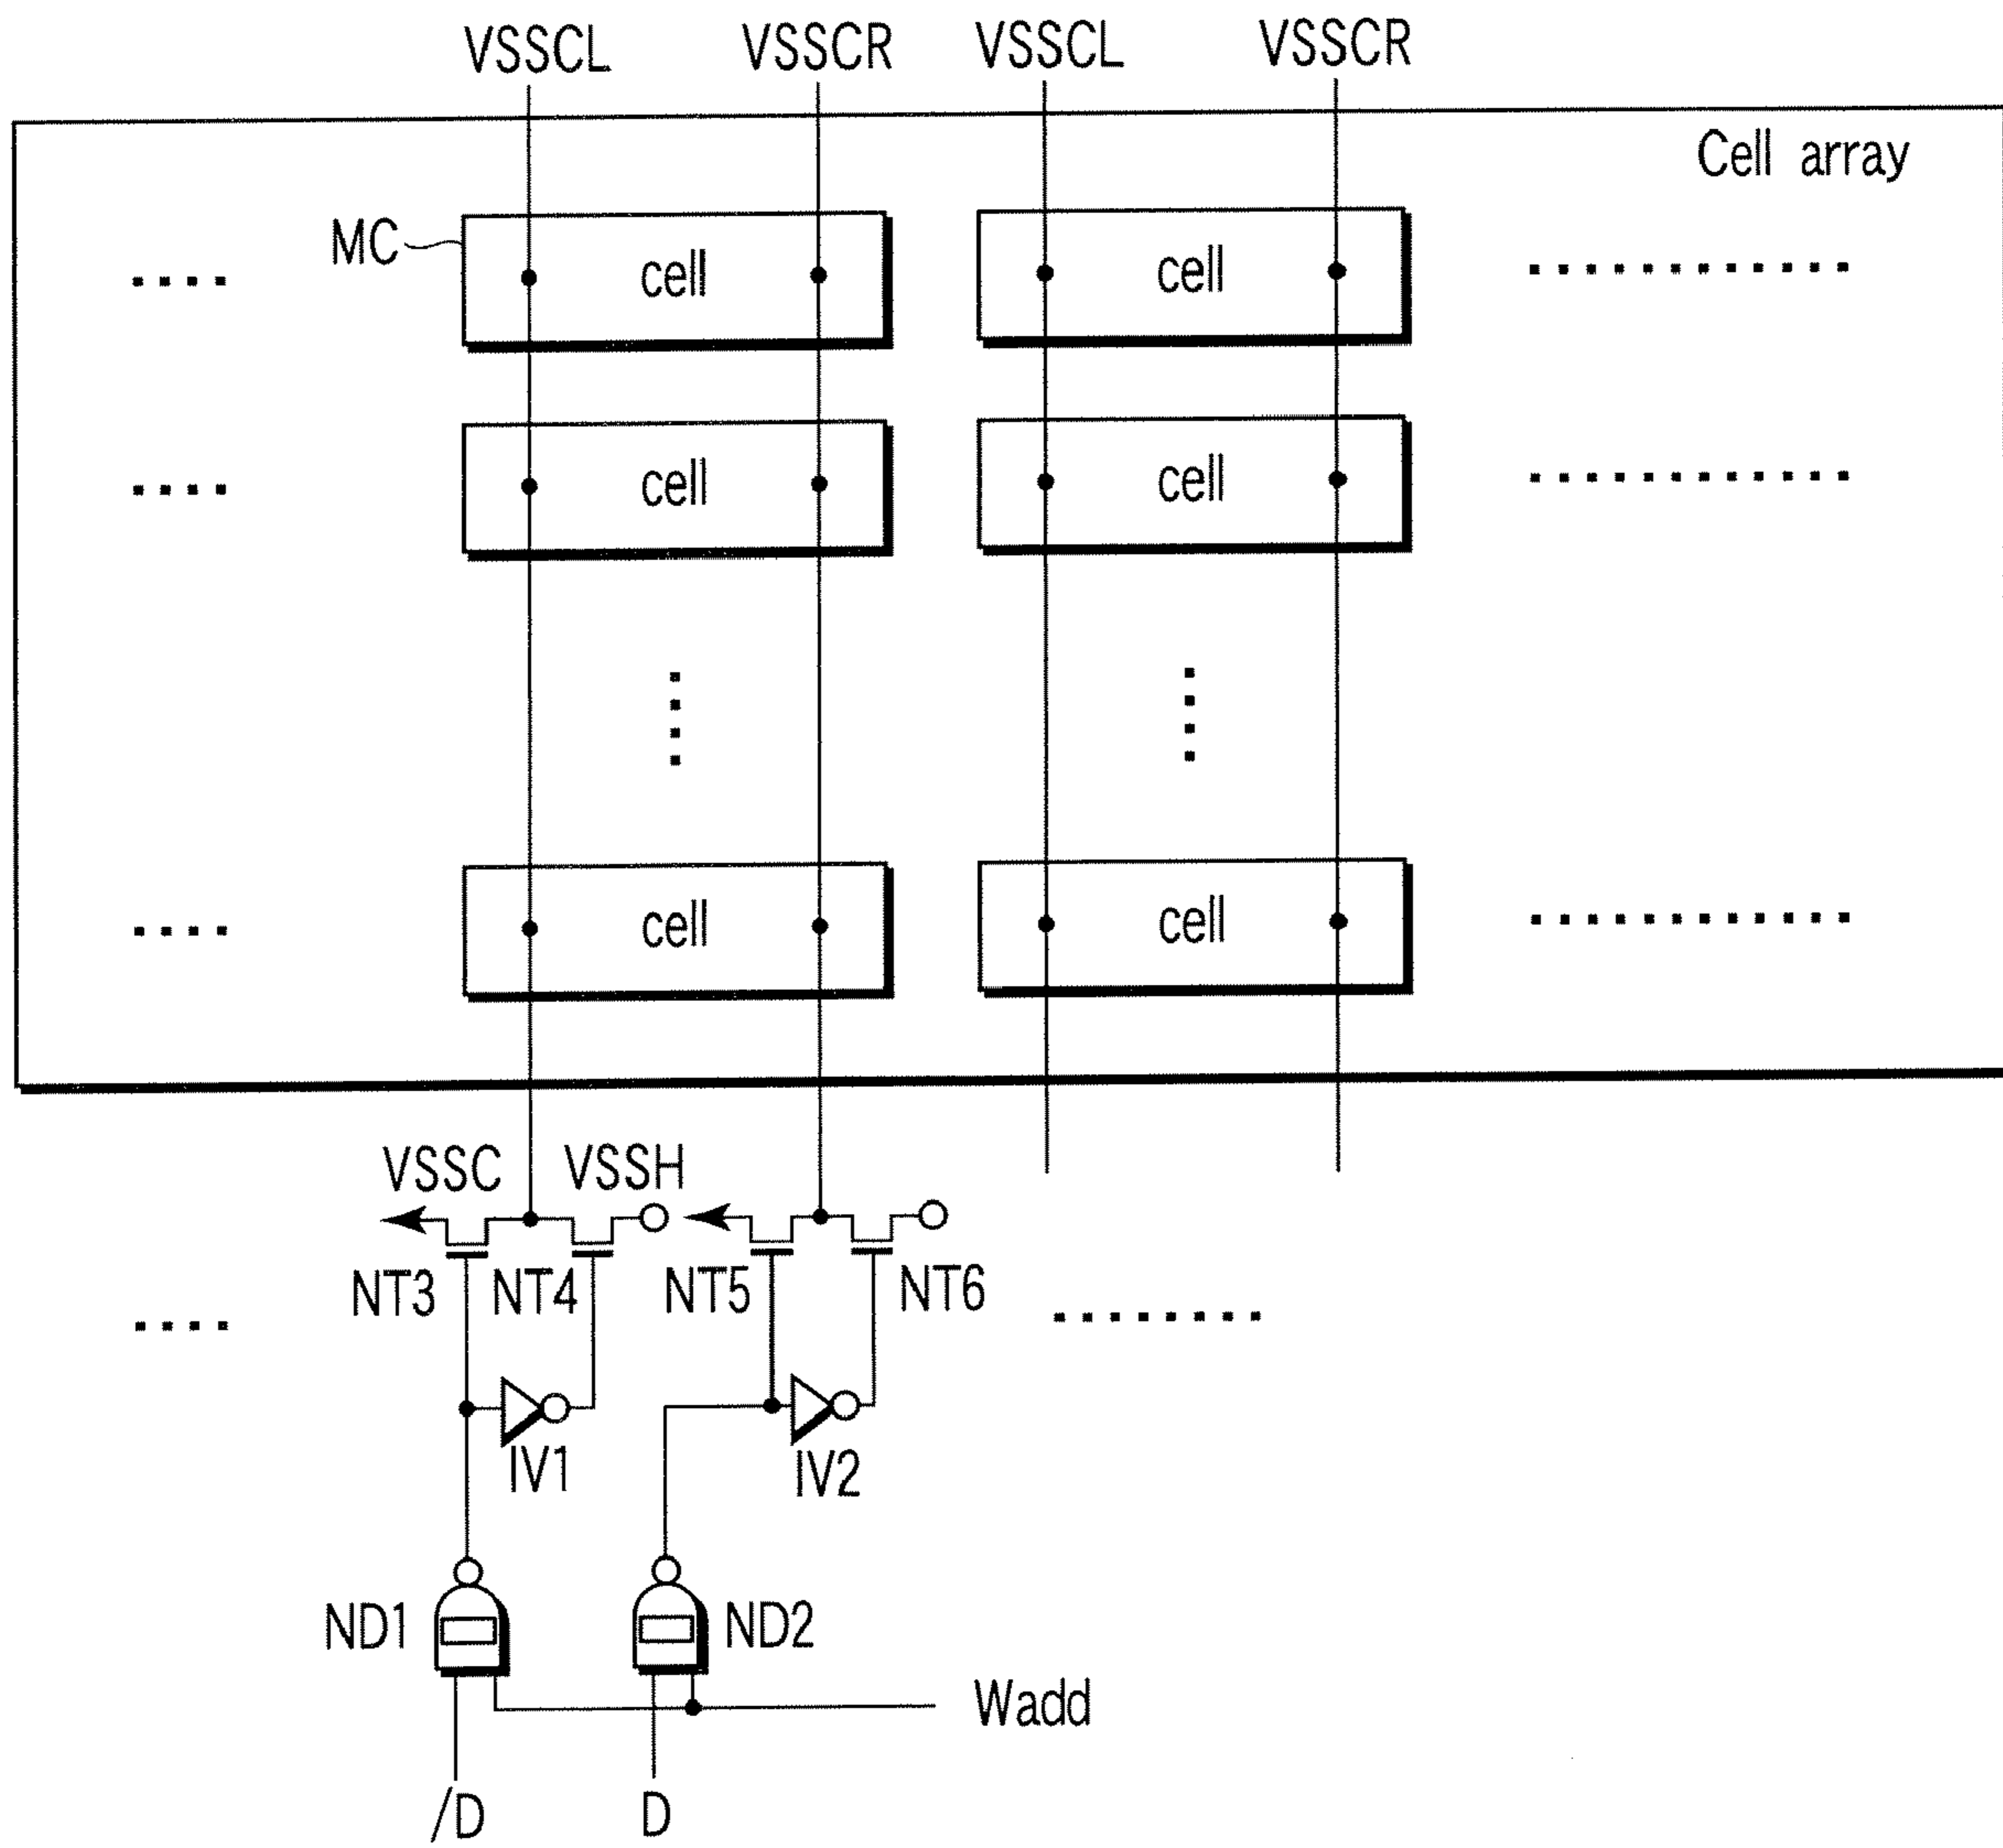 VSSCL VSSCR VSSCL VSSCR
Cell array
MC cell cell
cell cell
cell cell
VSSC VSSH
NT3 NT4 NT5 NT6
IV1 IV2
ND1 ND2
Wadd
/D D